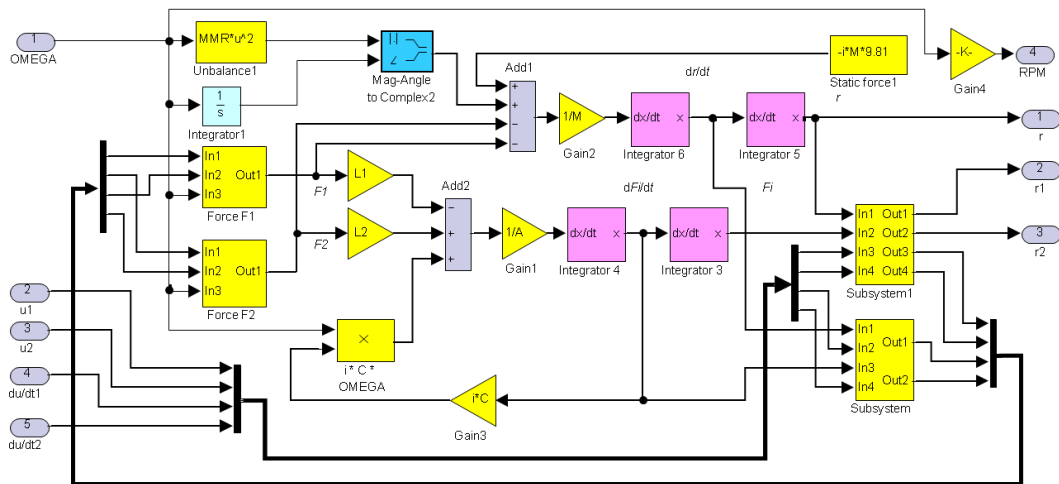 1
OMEGA
MMR*u^2
Unbalance1
|·|
∠
Mag-Angle
to Complex2
1
s
Integrator1
Add1
+
+
−
−
1/M
Gain2
dr/dt
dx/dt x
Integrator 6
dx/dt x
Integrator 5
-i*M*9.81
Static force1
r
-K-
Gain4
4
RPM
1
r
2
r1
3
r2
In1
In2 Out1
In3
Force F1
F1
L1
In1
In2 Out1
In3
Force F2
F2
L2
Add2
−
+
+
1/A
Gain1
dFi/dt
Fi
dx/dt x
Integrator 4
dx/dt x
Integrator 3
In1 Out1
In2 Out2
In3 Out3
In4 Out4
Subsystem1
In1
In2 Out1
In3
In4 Out2
Subsystem
2
u1
3
u2
4
du/dt1
5
du/dt2
×
i* C *
OMEGA
i*C
Gain3